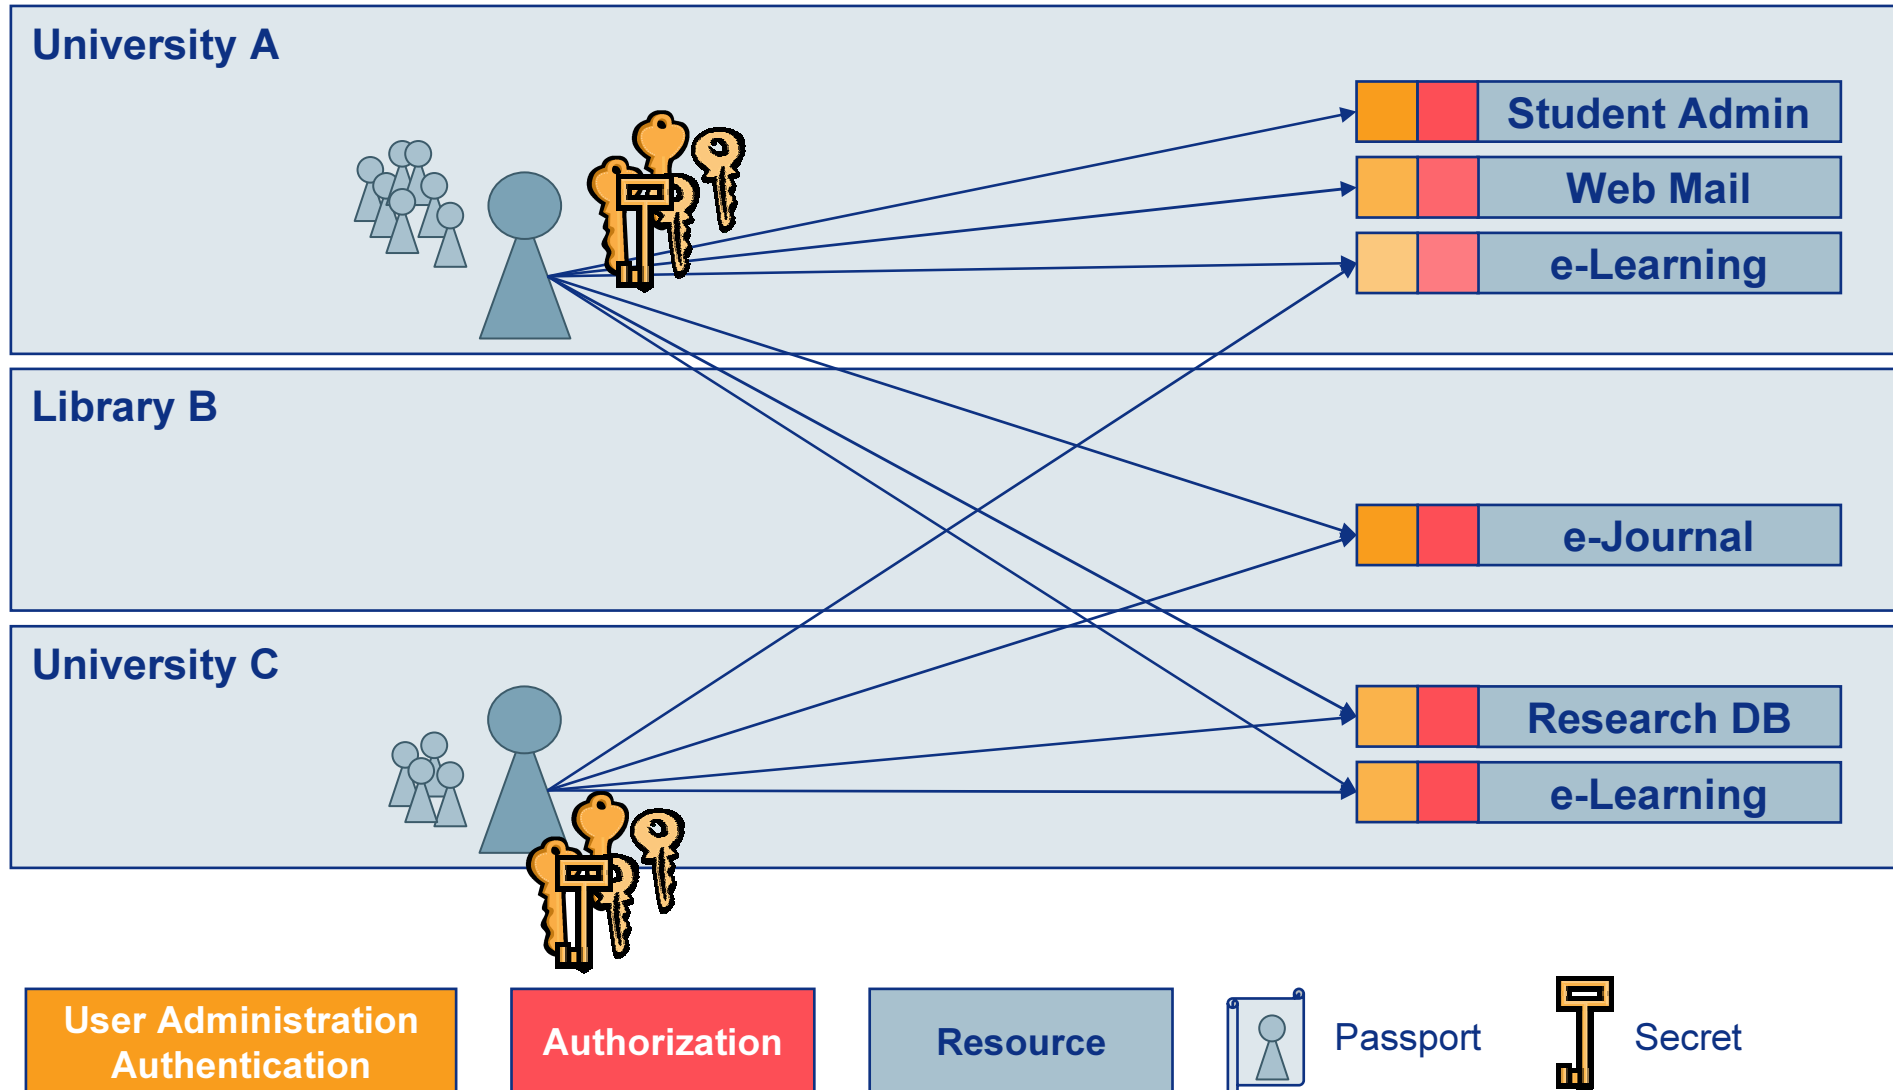 University A
Student Admin
Web Mail
e-Learning
Library B
e-Journal
University C
Research DB
e-Learning
User Administration
Authentication
Authorization
Resource
Passport
Secret